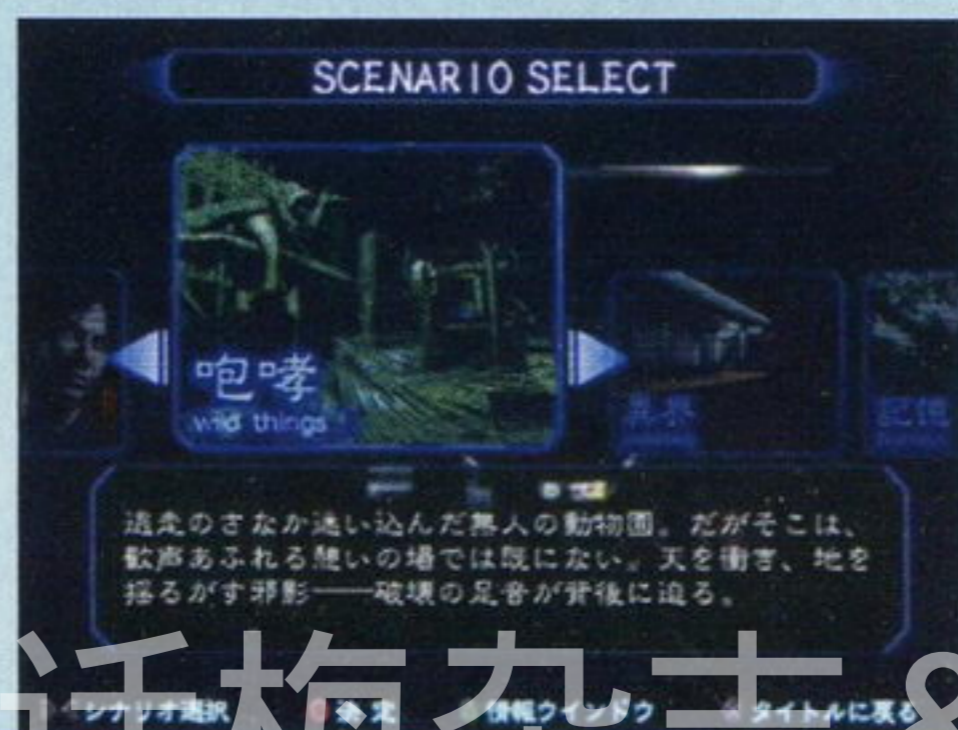 SCENARIO SELECT
咆哮
wild things
異界
記憶
逃走のさなか迷い込んだ無人の動物園。だがそこは、
歓声あふれる憩いの場では既にない。天を衝き、地を
揺るがす邪影――破壊の足音が背後に迫る。
シナリオ選択
決定
情報ウインドウ
タイトルに戻る
&